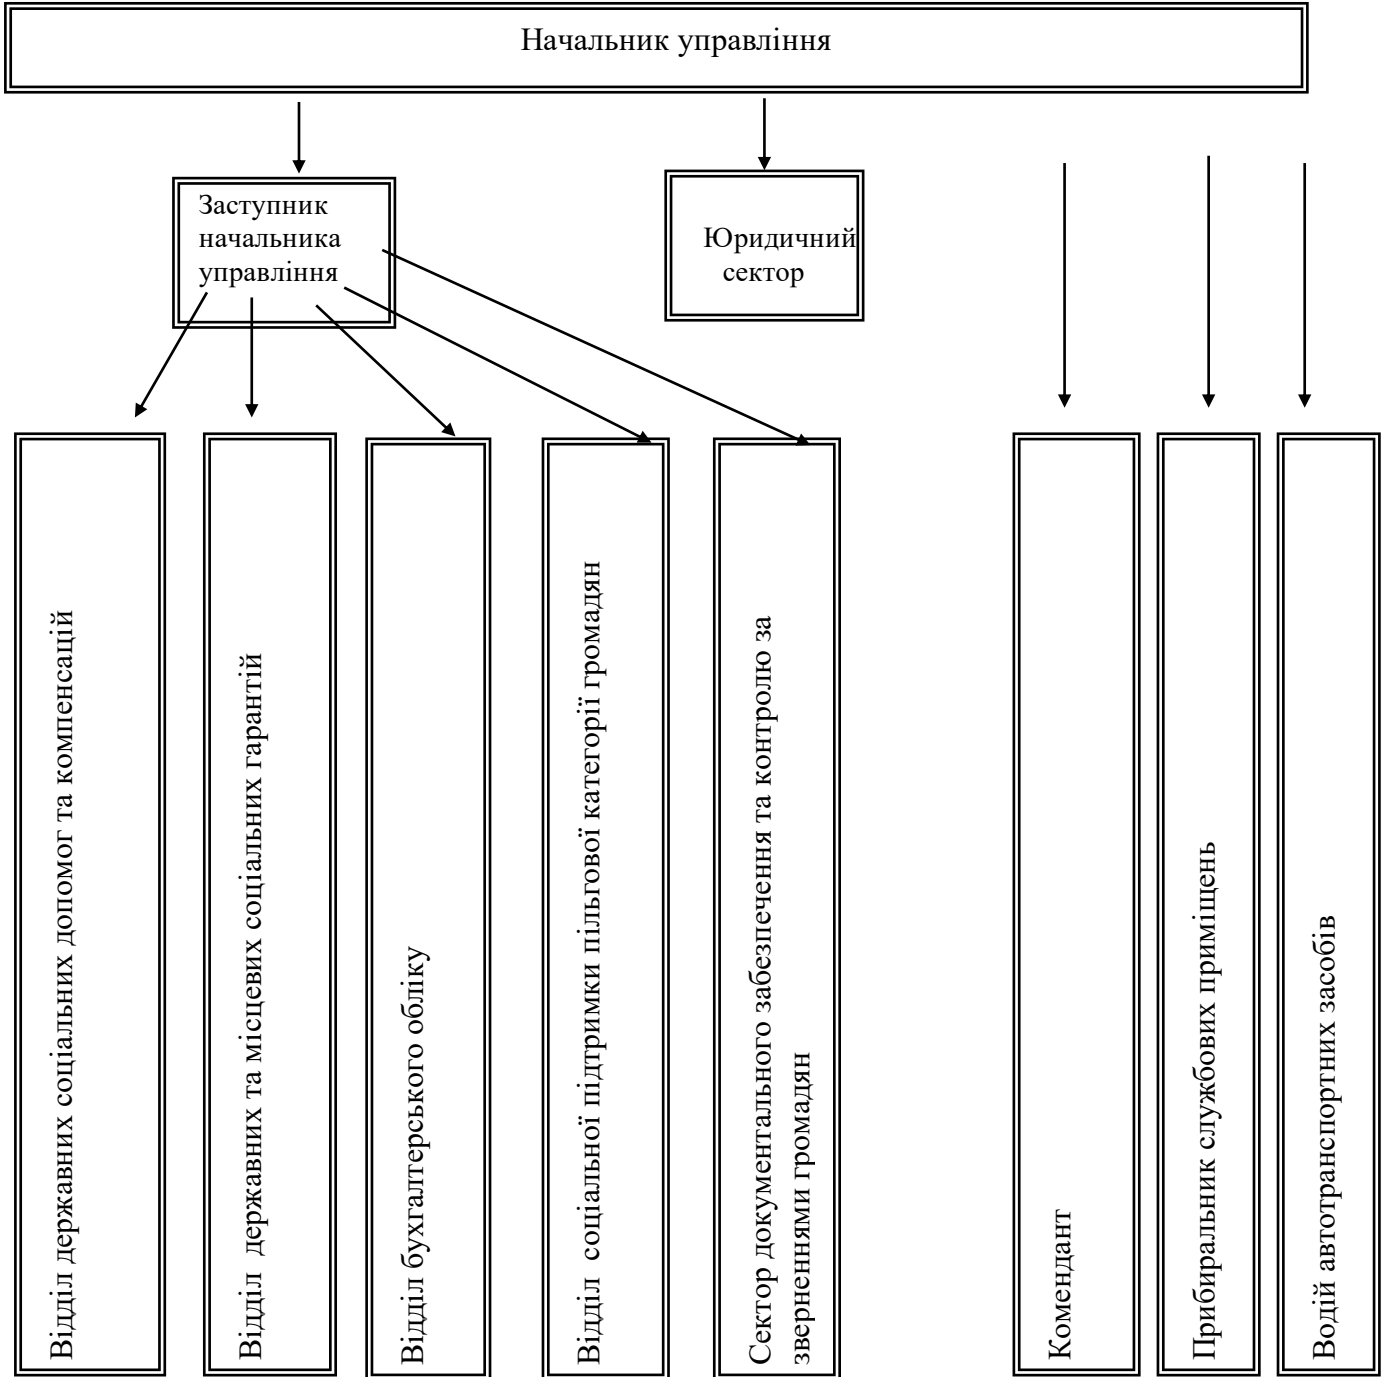 Начальник управління
Заступник
начальника
управління
Юридичний
сектор
Відділ державних соціальних допомог та компенсацій
Відділ державних та місцевих соціальних гарантій
Відділ бухгалтерського обліку
Відділ соціальної підтримки пільгової категорії громадян
Сектор документального забезпечення та контролю за
зверненнями громадян
Комендант
Прибиральник службових приміщень
Водій автотранспортних засобів